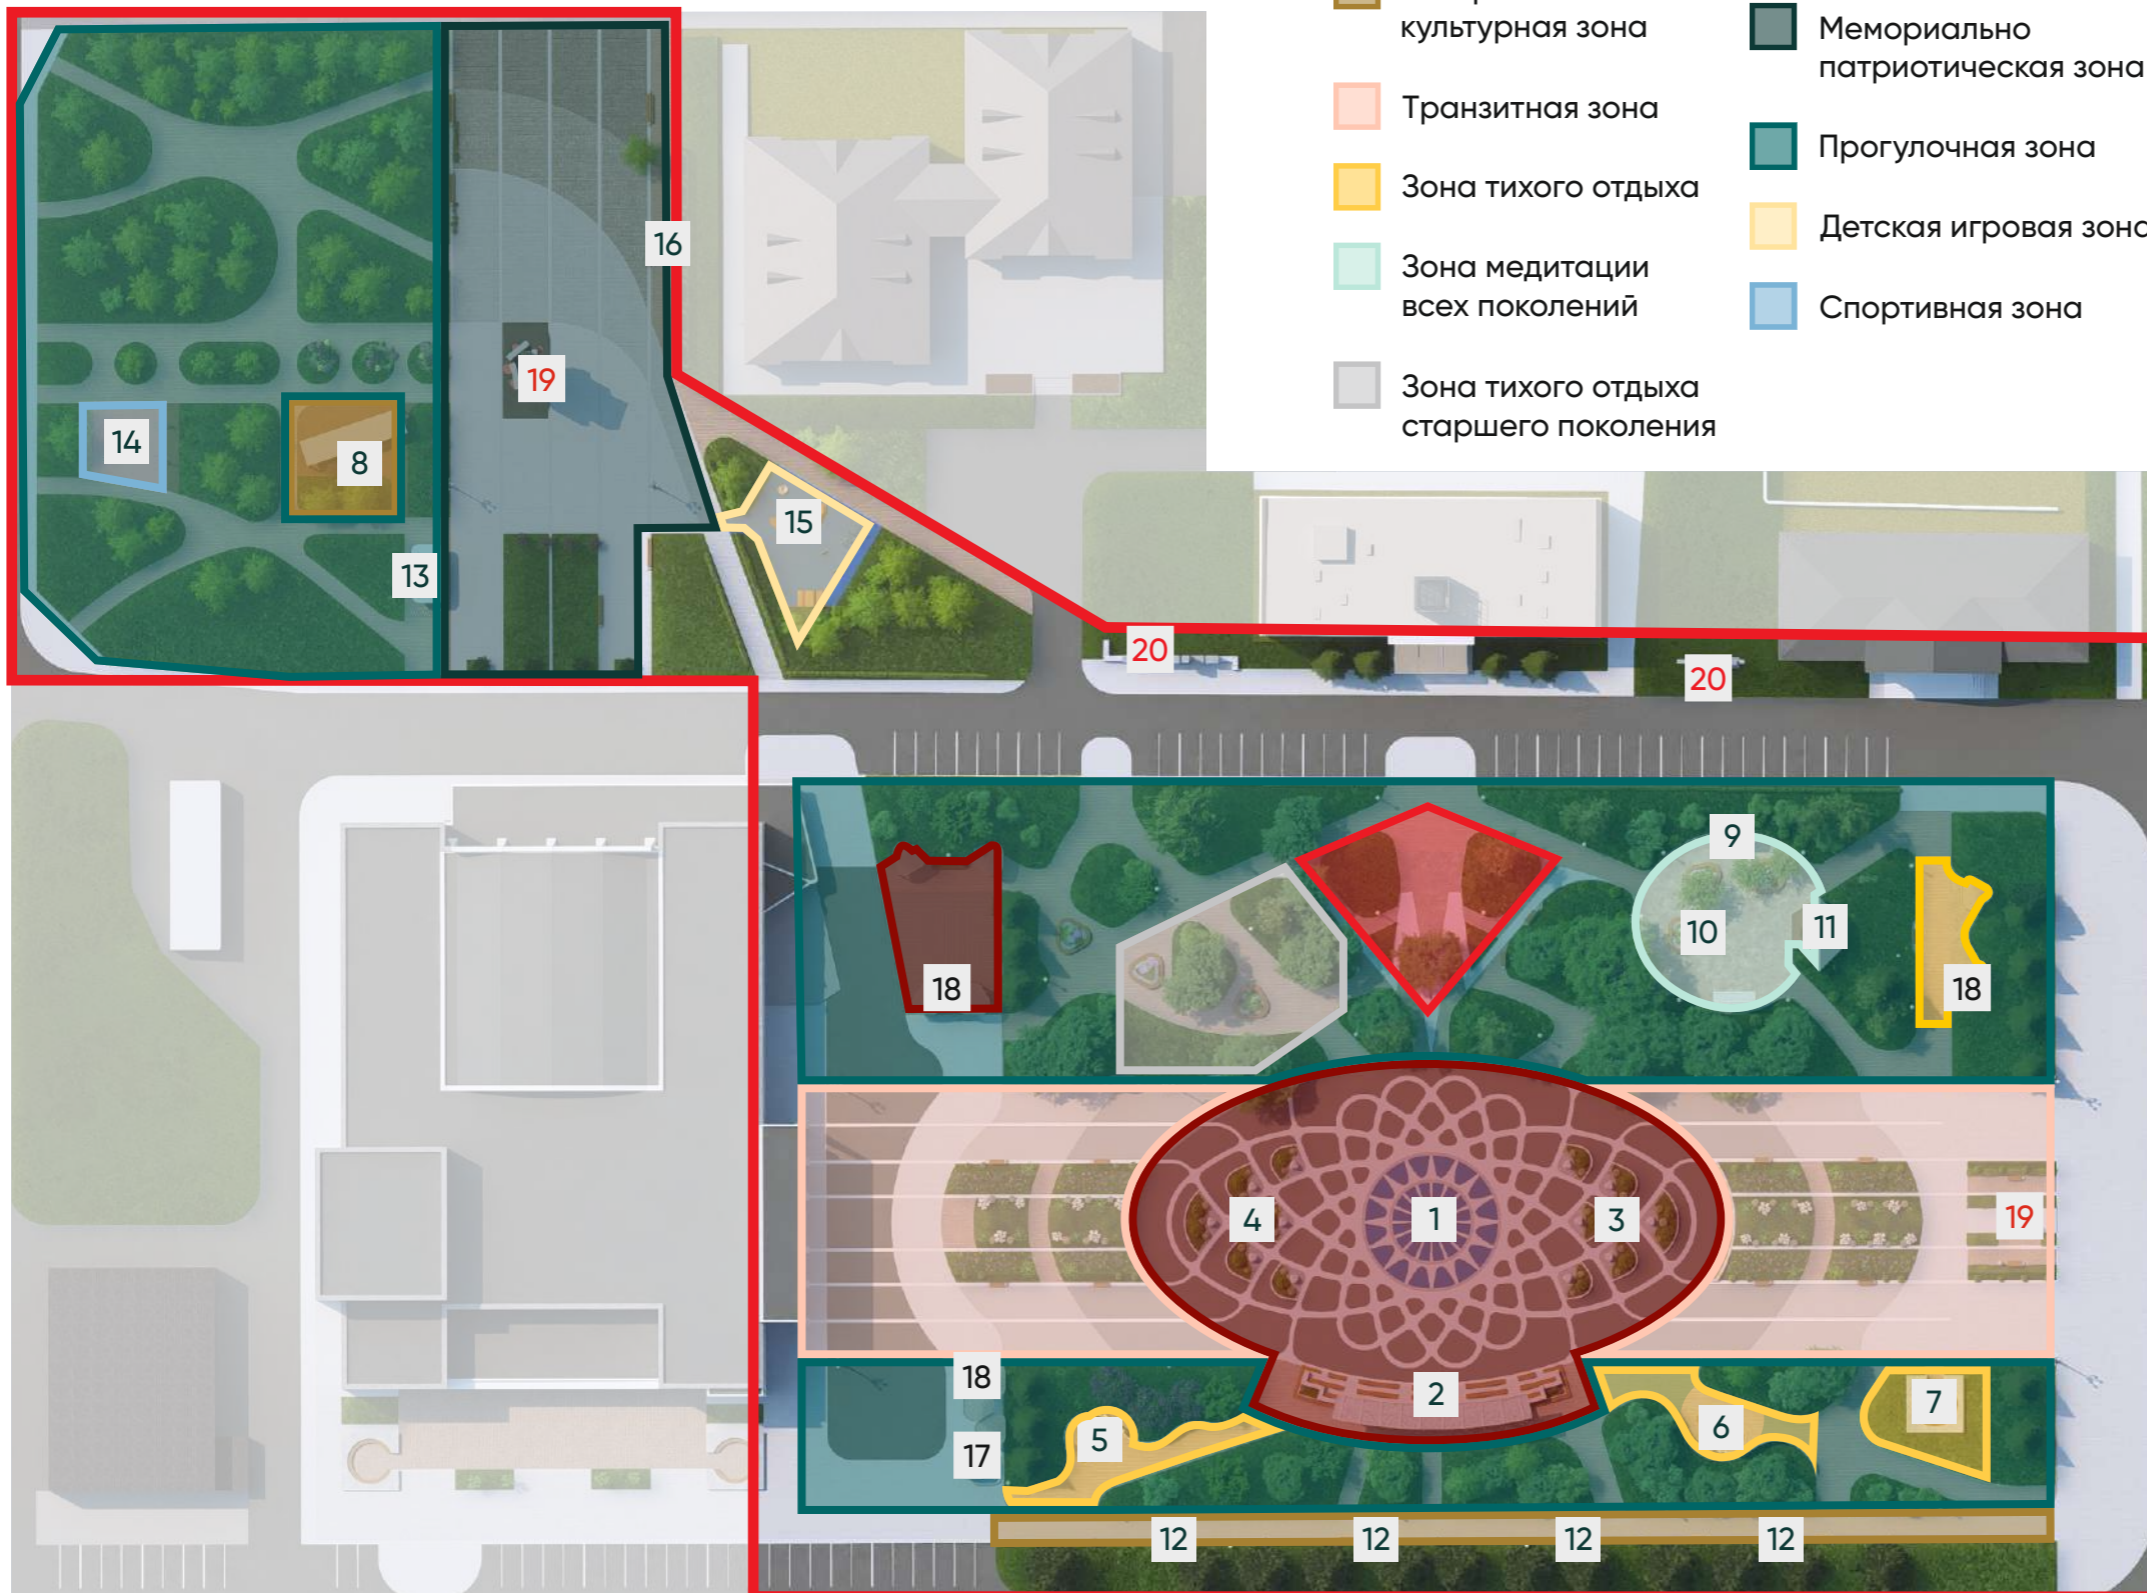 культурная зона
Транзитная зона
Зона тихого отдыха
Зона медитации
всех поколений
Зона тихого отдыха
старшего поколения
Мемориально
патриотическая зона
Прогулочная зона
Детская игровая зона
Спортивная зона
16
19
14
8
15
13
20
20
9
10
11
18
18
4
1
3
19
2
18
5
17
6
7
12
12
12
12